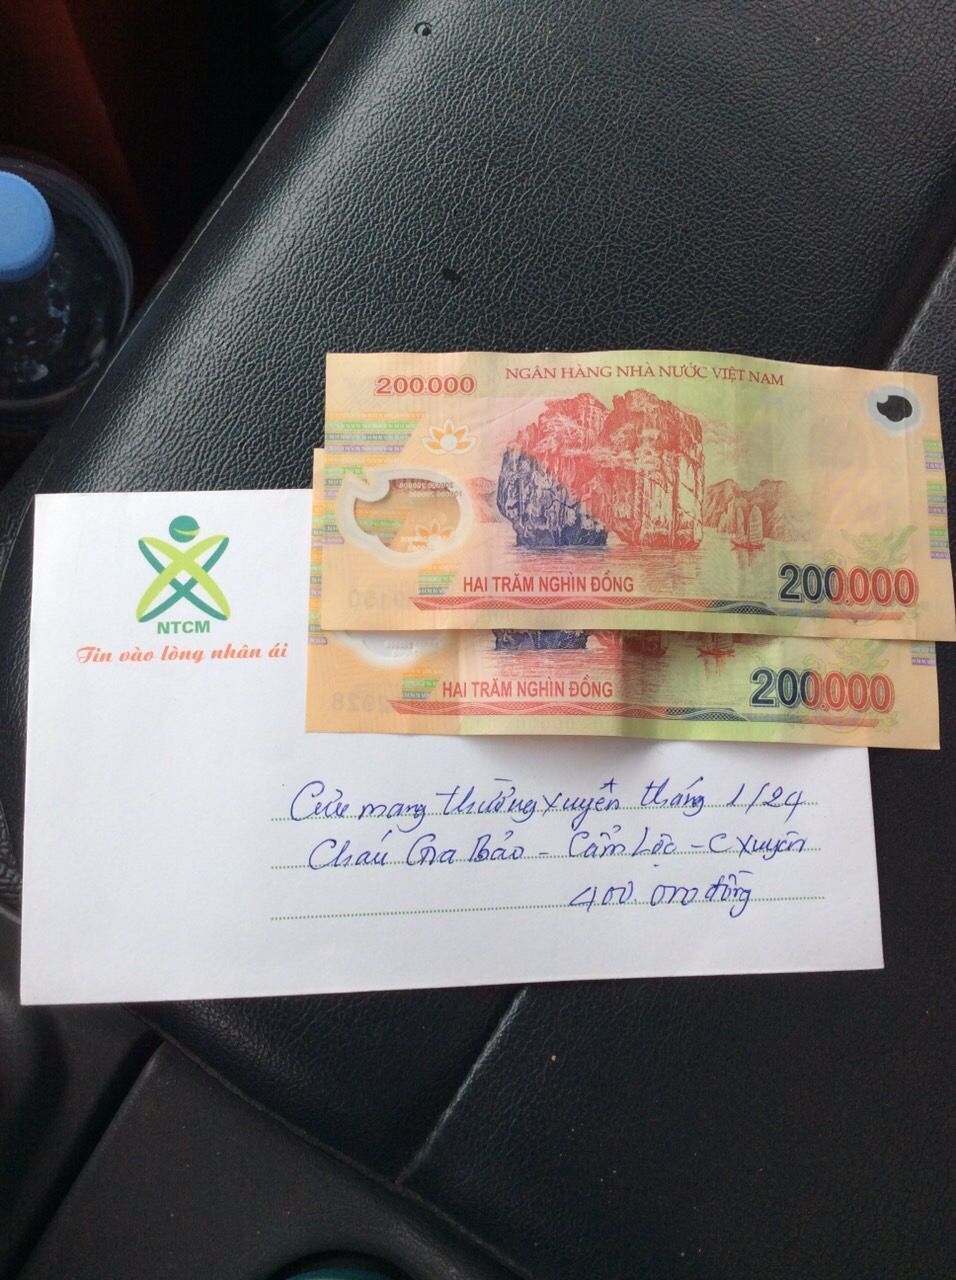 200.000
NGÂN HÀNG NHÀ NƯỚC VIỆT NAM
HAI TRĂM NGHÌN ĐỒNG
200.000
HAI TRĂM NGHÌN ĐỒNG
200.000
NTCM
Tin vào lòng nhân ái
Cưu mang thường xuyên tháng 1/24
Cháu Gia Bảo - Cẩm Lộc - C Xuyên
400.000 đồng